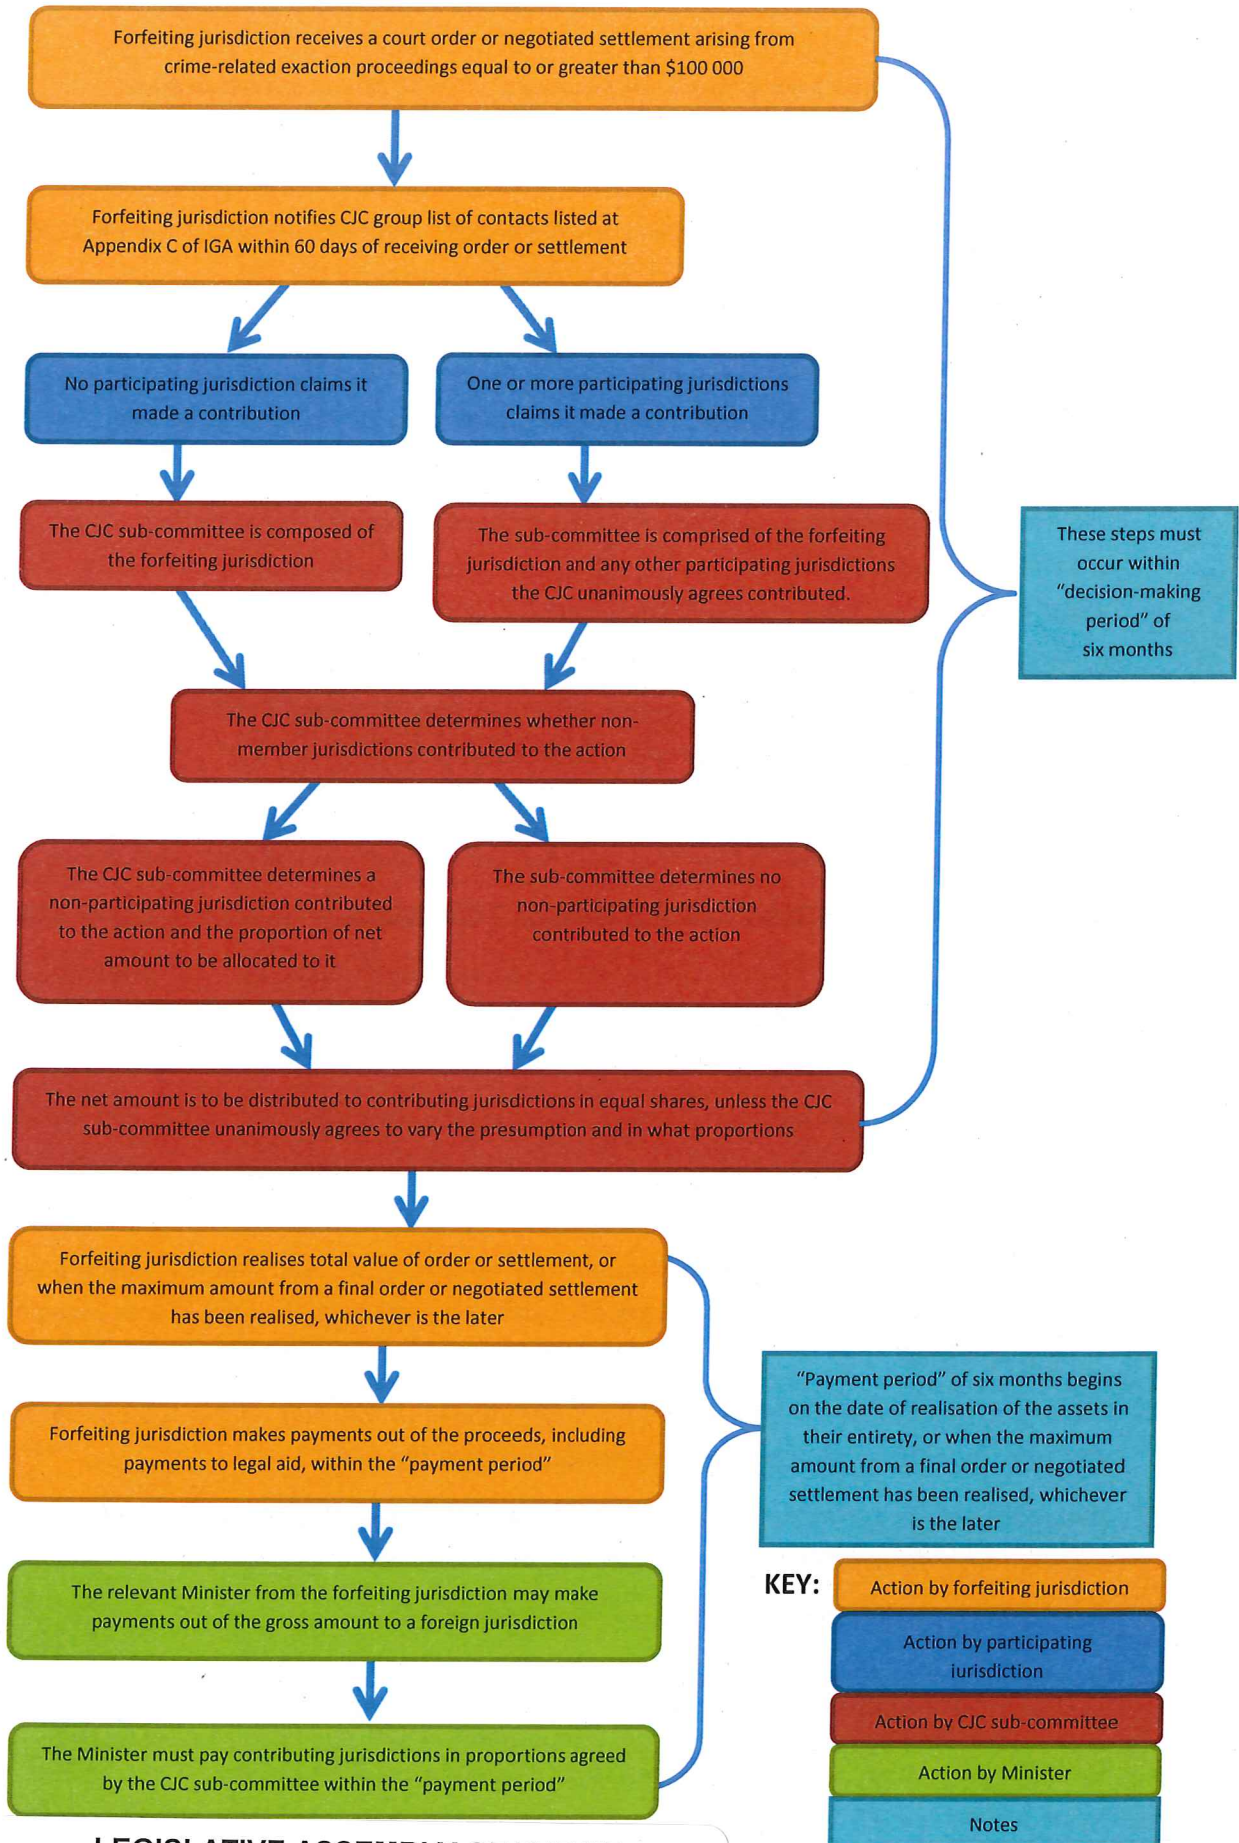 Forfeiting jurisdiction receives a court order or negotiated settlement arising from
crime-related exaction proceedings equal to or greater than $100 000
Forfeiting jurisdiction notifies CJC group list of contacts listed at
Appendix C of IGA within 60 days of receiving order or settlement
No participating jurisdiction claims it
made a contribution
One or more participating jurisdictions
claims it made a contribution
The CJC sub-committee is composed of
the forfeiting jurisdiction
The sub-committee is comprised of the forfeiting
jurisdiction and any other participating jurisdictions
the CJC unanimously agrees contributed.
These steps must
occur within
"decision-making
period" of
six months
The CJC sub-committee determines whether non-
member jurisdictions contributed to the action
The CJC sub-committee determines a
non-participating jurisdiction contributed
to the action and the proportion of net
amount to be allocated to it
The sub-committee determines no
non-participating jurisdiction
contributed to the action
The net amount is to be distributed to contributing jurisdictions in equal shares, unless the CJC
sub-committee unanimously agrees to vary the presumption and in what proportions
Forfeiting jurisdiction realises total value of order or settlement, or
when the maximum amount from a final order or negotiated settlement
has been realised, whichever is the later
Forfeiting jurisdiction makes payments out of the proceeds, including
payments to legal aid, within the "payment period"
"Payment period" of six months begins
on the date of realisation of the assets in
their entirety, or when the maximum
amount from a final order or negotiated
settlement has been realised, whichever
is the later
The relevant Minister from the forfeiting jurisdiction may make
payments out of the gross amount to a foreign jurisdiction
The Minister must pay contributing jurisdictions in proportions agreed
by the CJC sub-committee within the "payment period"
KEY:
Action by forfeiting jurisdiction
Action by participating
iurisdiction
Action by CJC sub-committee
Action by Minister
Notes